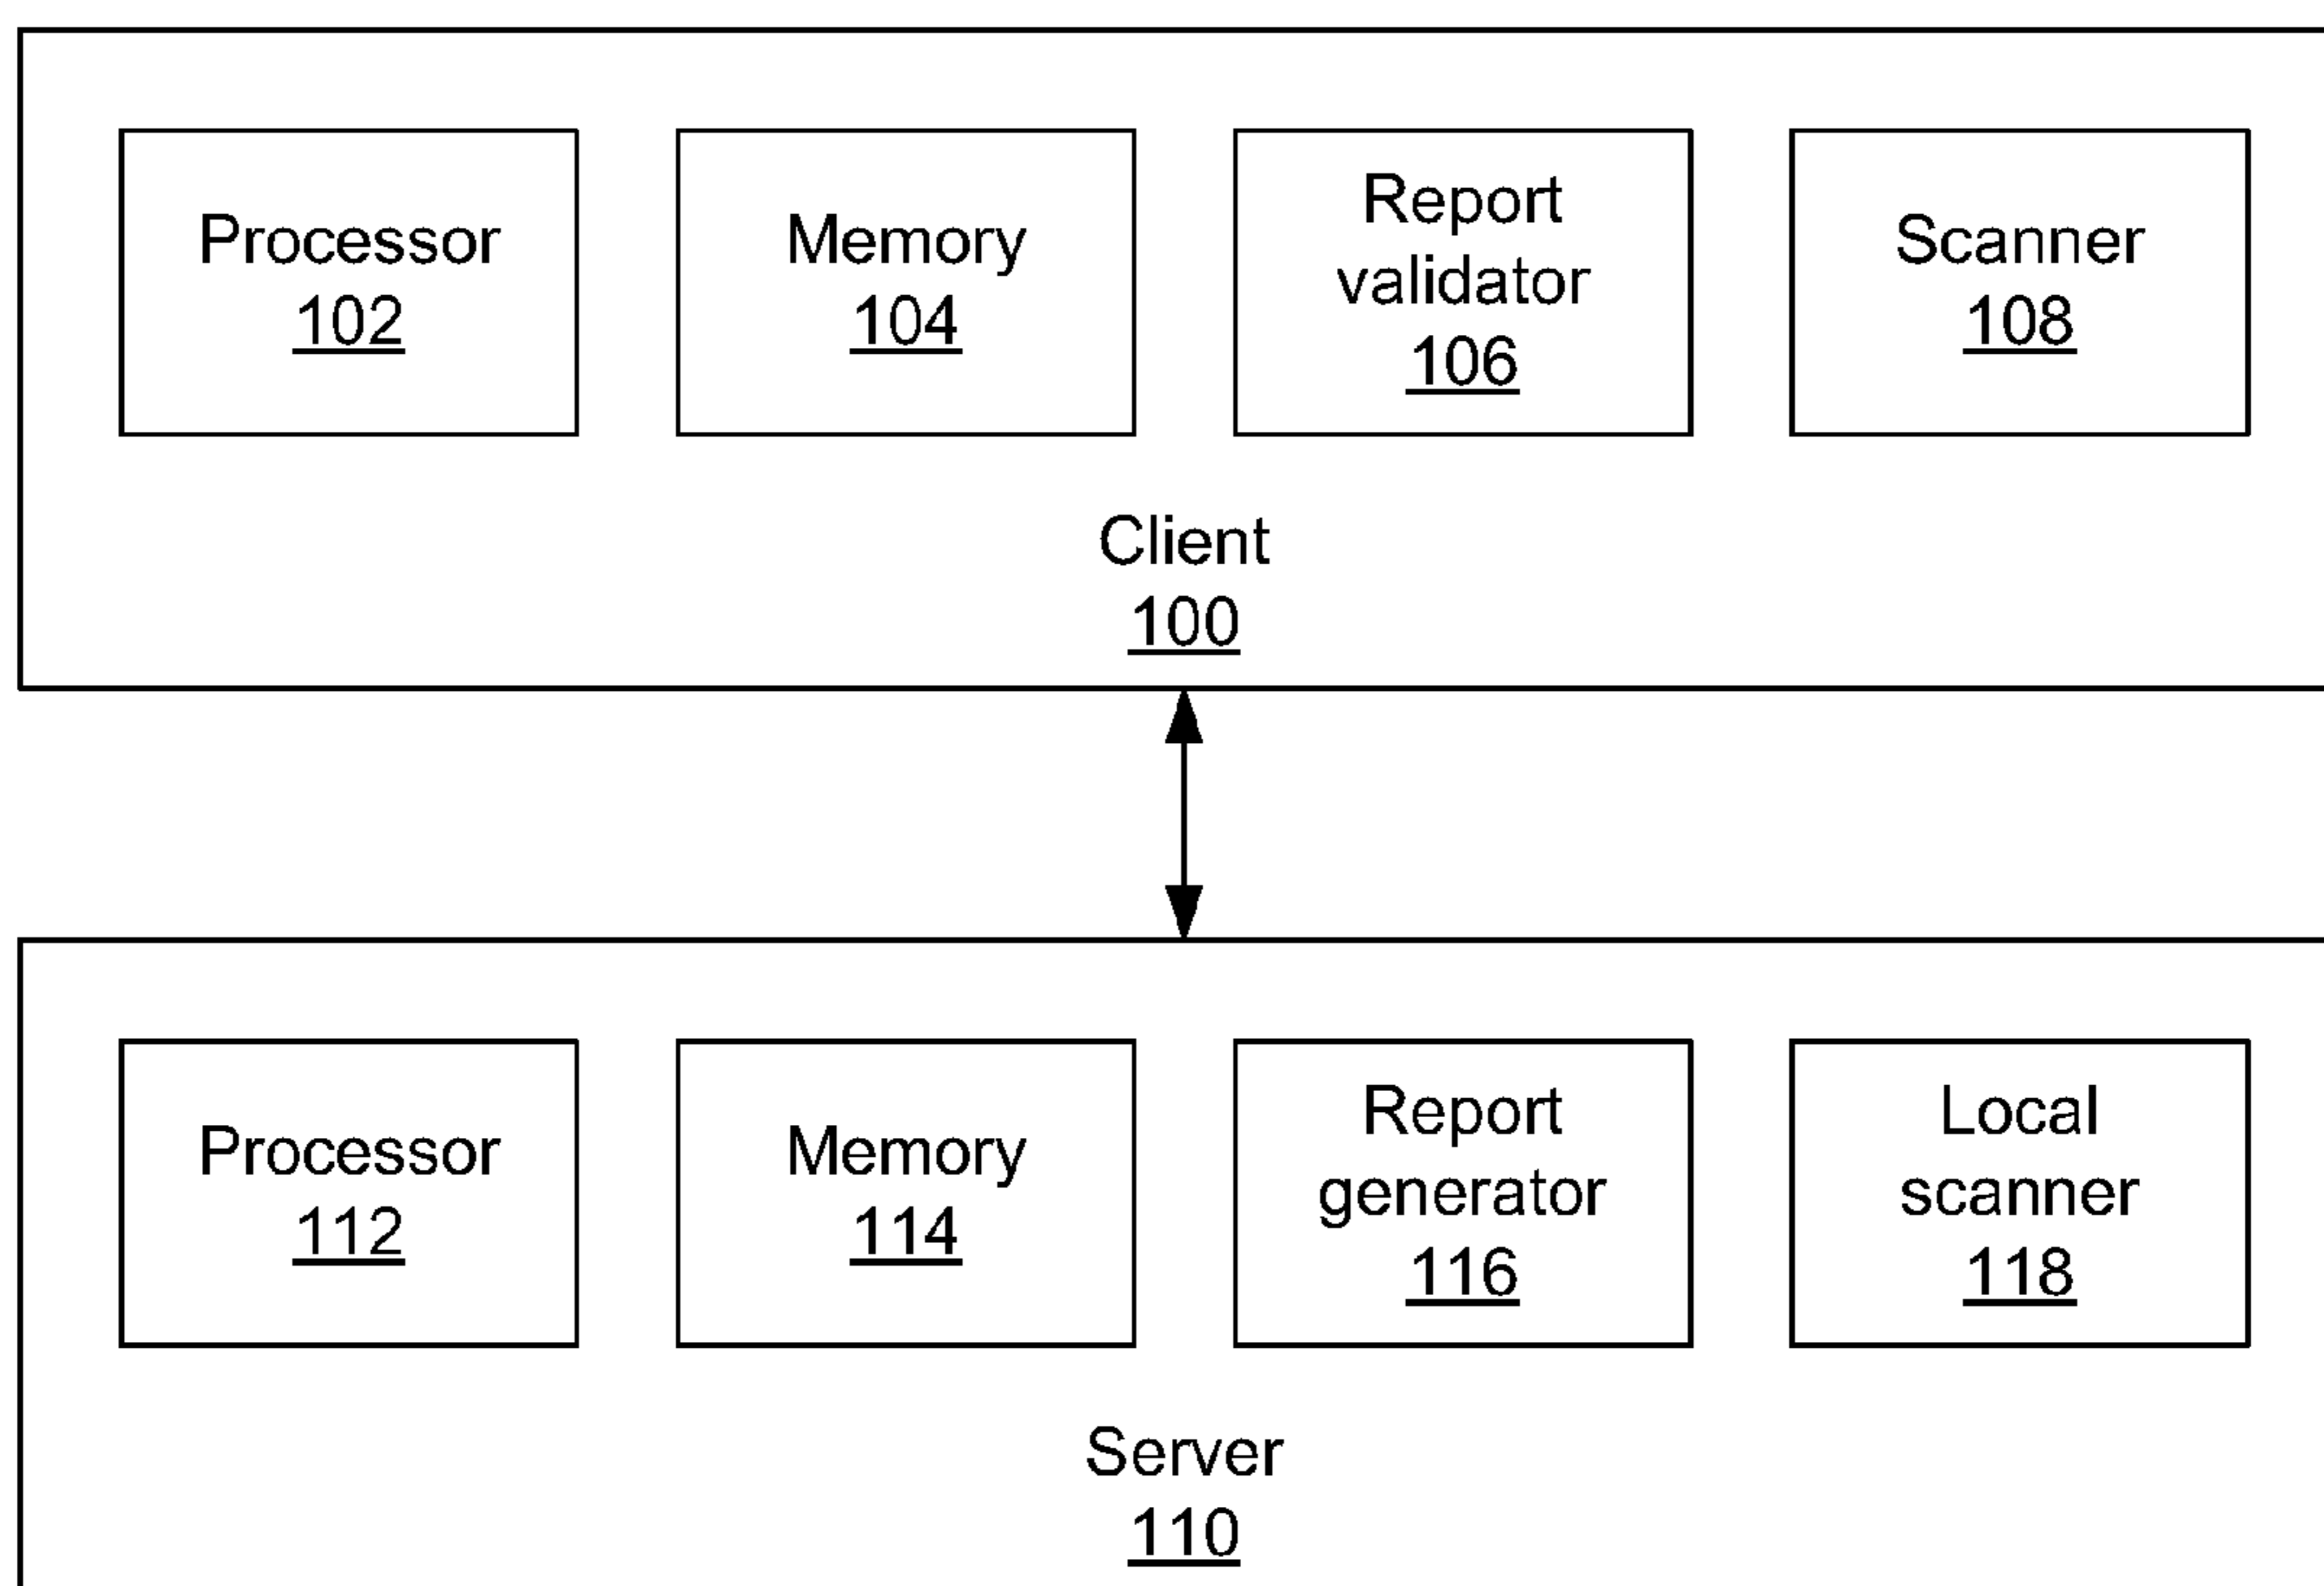 Processor
102
Memory
104
Report
validator
106
Scanner
108
Client
100
Processor
112
Memory
114
Report
generator
116
Local
scanner
118
Server
110